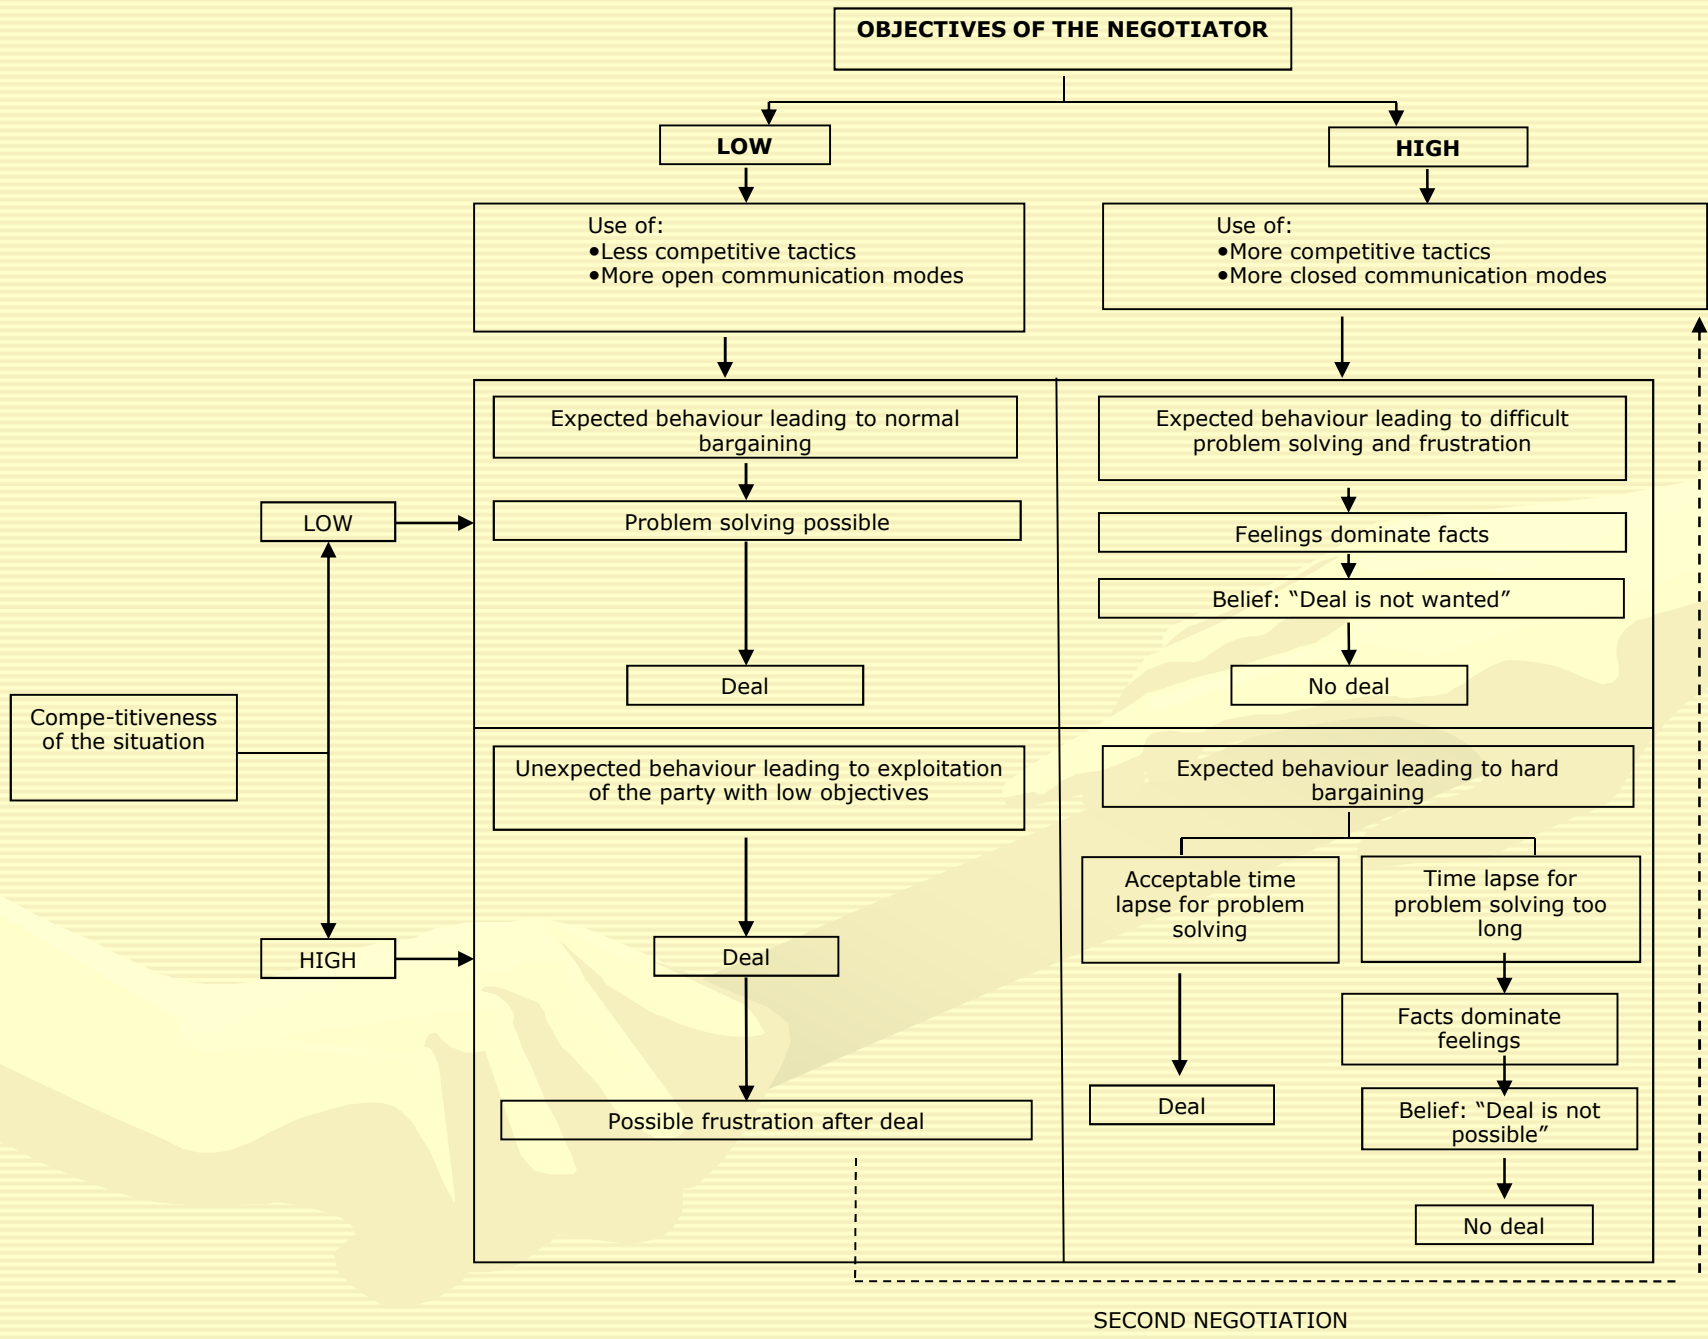 OBJECTIVES OF THE NEGOTIATOR
LOW
HIGH
Use of:
•Less competitive tactics
•More open communication modes
Use of:
•More competitive tactics
•More closed communication modes
Expected behaviour leading to normal
bargaining
Problem solving possible
Deal
Expected behaviour leading to difficult
problem solving and frustration
Feelings dominate facts
Belief: “Deal is not wanted”
No deal
LOW
Compe-titiveness
of the situation
HIGH
Unexpected behaviour leading to exploitation
of the party with low objectives
Deal
Possible frustration after deal
Expected behaviour leading to hard
bargaining
Acceptable time
lapse for problem
solving
Deal
Time lapse for
problem solving too
long
Facts dominate
feelings
Belief: “Deal is not
possible”
No deal
SECOND NEGOTIATION